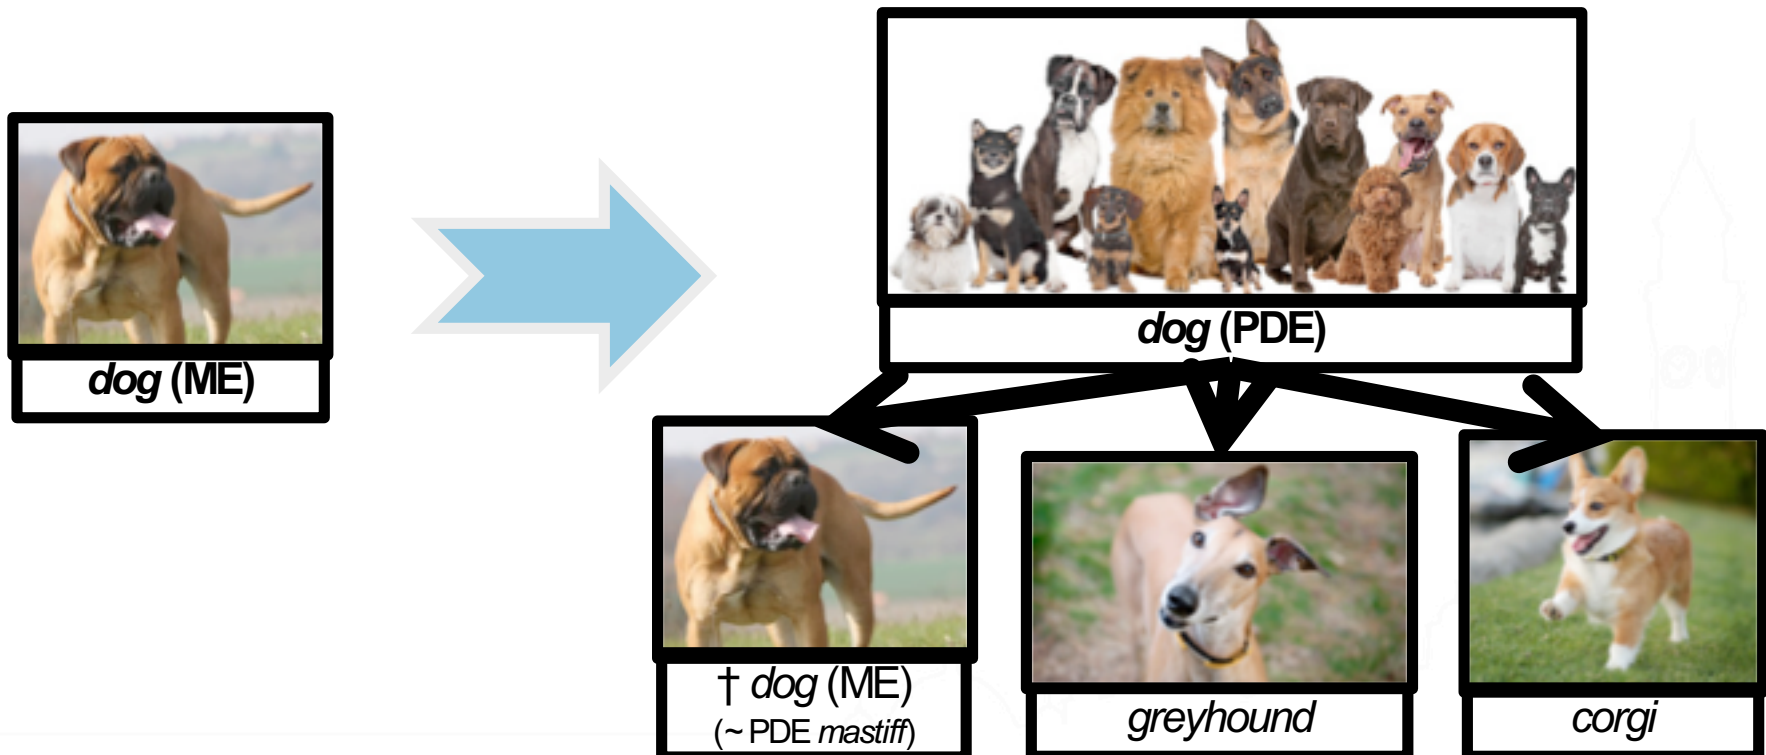 dog (ME)
dog (PDE)
† dog (ME)
(~ PDE mastiff)
greyhound
corgi